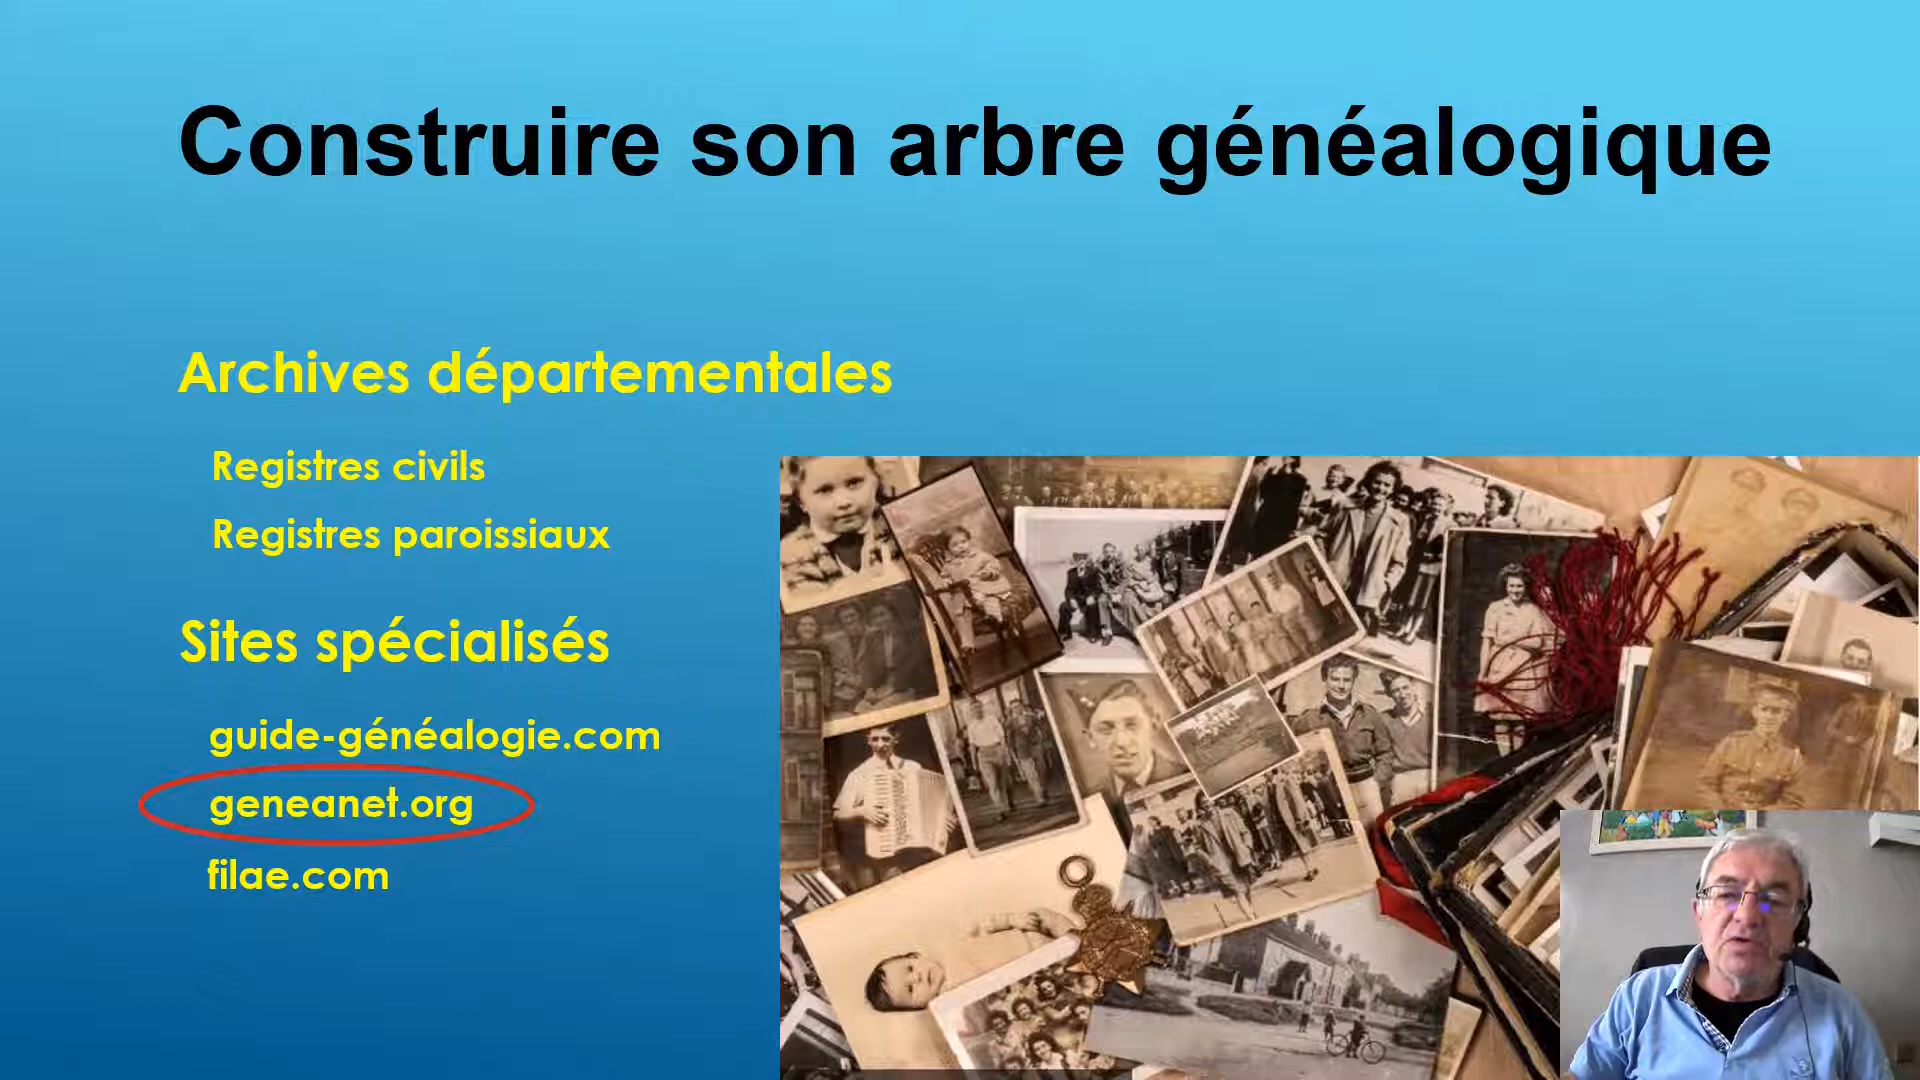 Construire son arbre généalogique
Archives départementales
Registres civils
Registres paroissiaux
Sites spécialisés
guide-généalogie.com
geneanet.org
filae.com